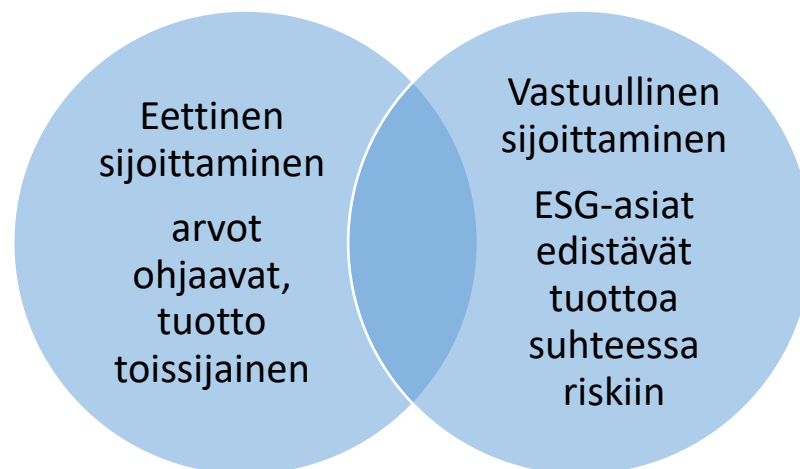 Eettinen
sijoittaminen
arvot
ohjaavat,
tuotto
toissijainen
Vastuullinen
sijoittaminen
ESG-asiat
edistävät
tuottoa
suhteessa
riskiin